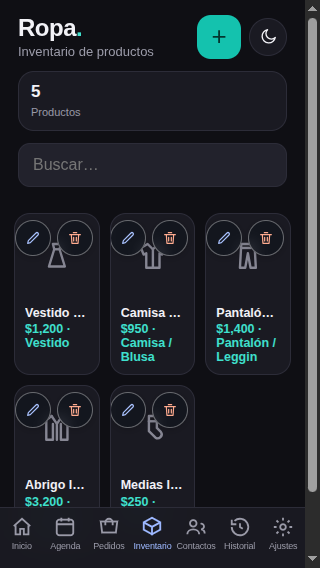 Ropa.
Inventario de productos
5
Productos
Buscar…
Vestido …
$1,200 ·
Vestido
Camisa …
$950 ·
Camisa /
Blusa
Pantaló…
$1,400 ·
Pantalón /
Leggin
Abrigo l…
$3,200 ·
Medias l…
$250 ·
Inicio
Agenda
Pedidos
Inventario
Contactos
Historial
Ajustes